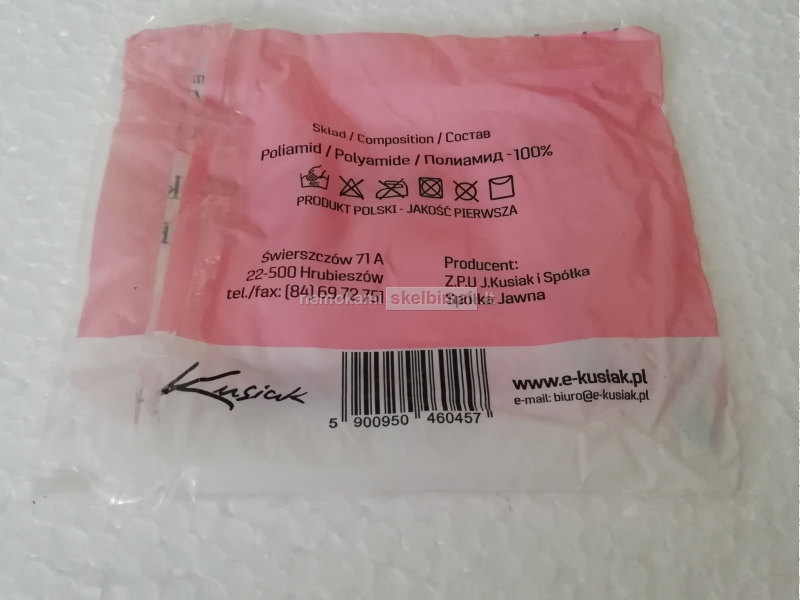 Skład / Composition / Состав
Poliamid / Polyamide / Полиамид - 100%
PRODUKT POLSKI - JAKOŚĆ PIERWSZA
Świerszczów 71 A
22-500 Hrubieszów
tel./fax: (84) 69 72 751
Producent:
Z.P.U J.Kusiak i Spółka
Spółka Jawna
Kusiak
5 900950 460457
www.e-kusiak.pl
e-mail: biuro@e-kusiak.pl